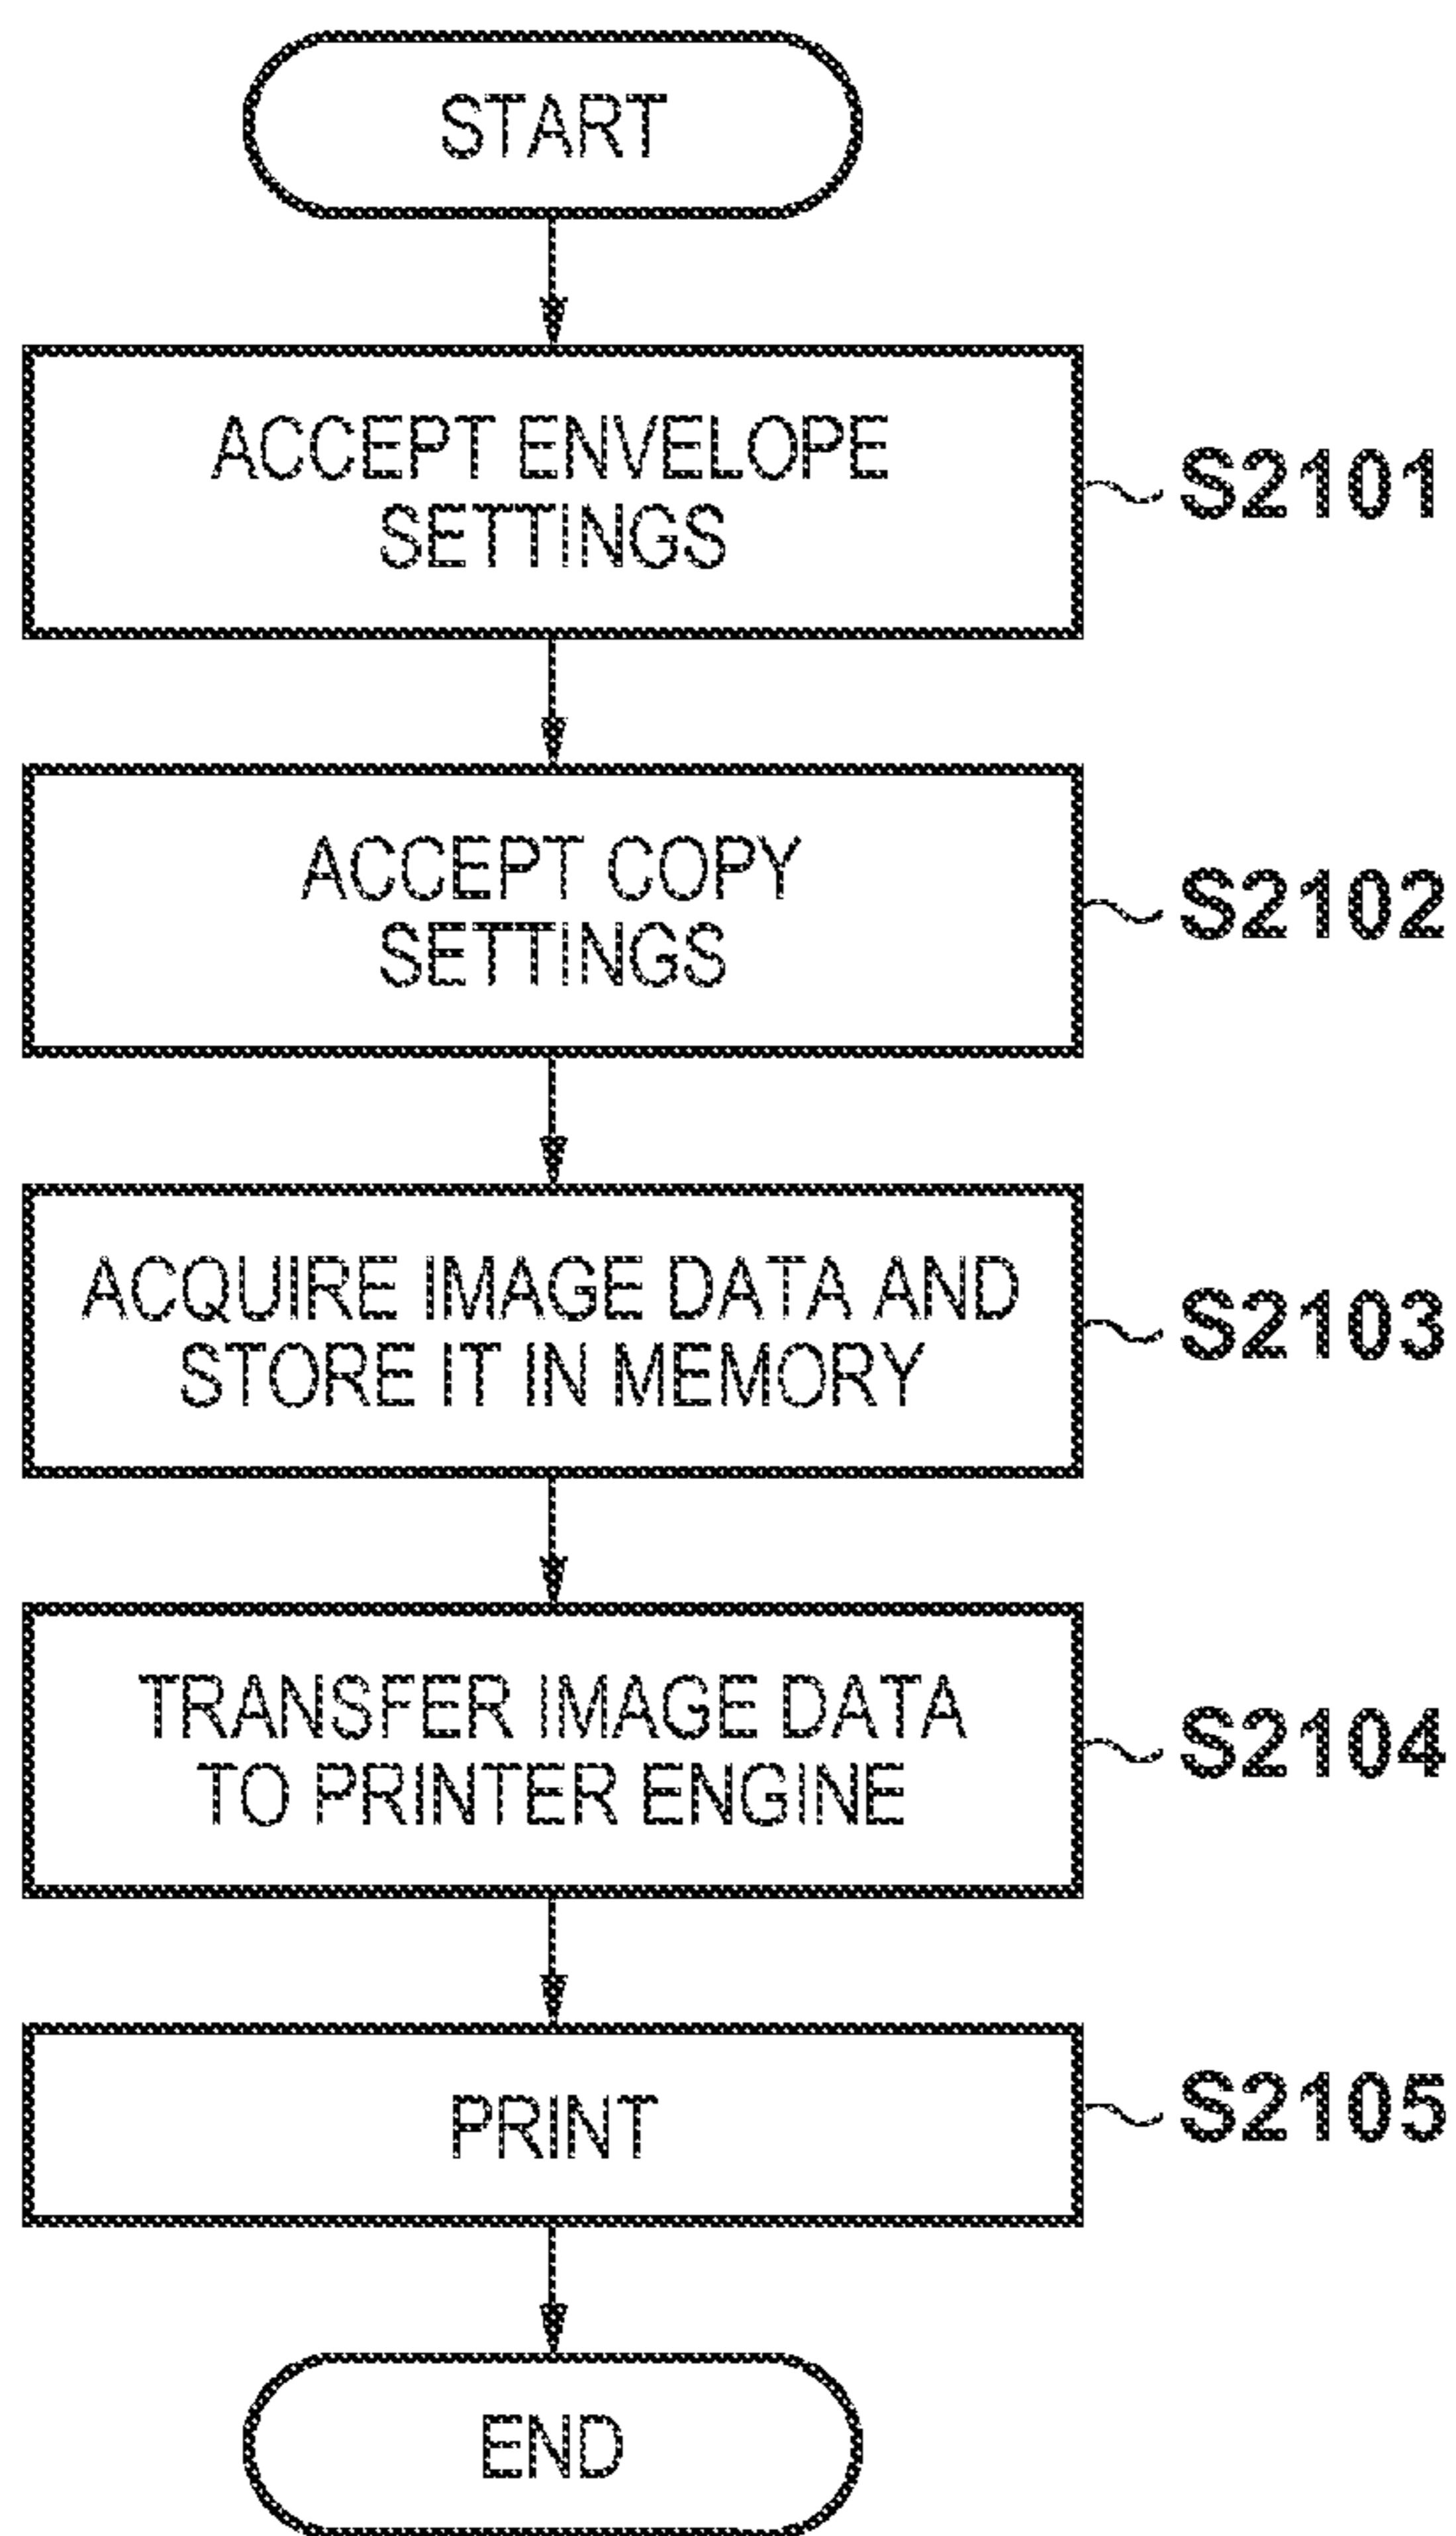 START
ACCEPT ENVELOPE
SETTINGS
S2101
ACCEPT COPY
SETTINGS
S2102
ACQUIRE IMAGE DATA AND
STORE IT IN MEMORY
S2103
TRANSFER IMAGE DATA
TO PRINTER ENGINE
S2104
PRINT
S2105
END